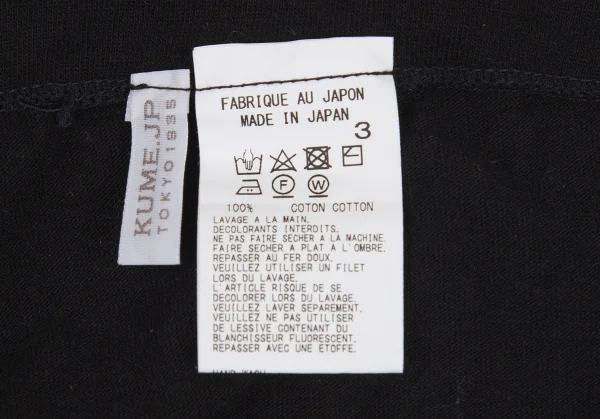 KUME.JP
TOKYO1935
FABRIQUE AU JAPON
MADE IN JAPAN
3
F W
100% COTON COTTON
LAVAGE A LA MAIN.
DECOLORANTS INTERDITS.
NE PAS FAIRE SECHER A LA MACHINE.
FAIRE SECHER A PLAT A L'OMBRE.
REPASSER AU FER DOUX.
VEUILLEZ UTILISER UN FILET
LORS DU LAVAGE.
L'ARTICLE RISQUE DE SE
DECOLORER LORS DU LAVAGE.
VEUILLEZ LAVER SEPAREMENT.
VEUILLEZ NE PAS UTILISER
DE LESSIVE CONTENANT DU
BLANCHISSEUR FLUORESCENT.
REPASSER AVEC UNE ETOFFE.
HAND WASH